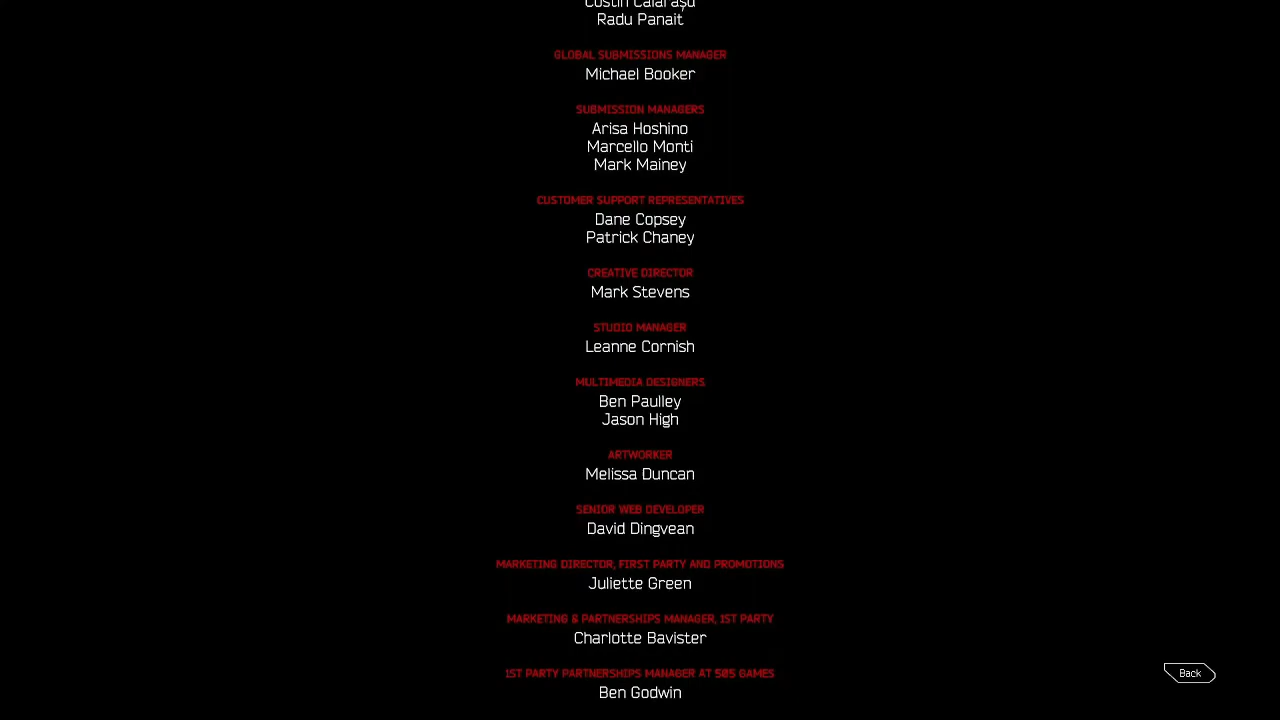 Costin Calarașu
Radu Panait
GLOBAL SUBMISSIONS MANAGER
Michael Booker
SUBMISSION MANAGERS
Arisa Hoshino
Marcello Monti
Mark Mainey
CUSTOMER SUPPORT REPRESENTATIVES
Dane Copsey
Patrick Chaney
CREATIVE DIRECTOR
Mark Stevens
STUDIO MANAGER
Leanne Cornish
MULTIMEDIA DESIGNERS
Ben Paulley
Jason High
ARTWORKER
Melissa Duncan
SENIOR WEB DEVELOPER
David Dingvean
MARKETING DIRECTOR, FIRST PARTY AND PROMOTIONS
Juliette Green
MARKETING & PARTNERSHIPS MANAGER, 1ST PARTY
Charlotte Bavister
1ST PARTY PARTNERSHIPS MANAGER AT 505 GAMES
Back
Ben Godwin